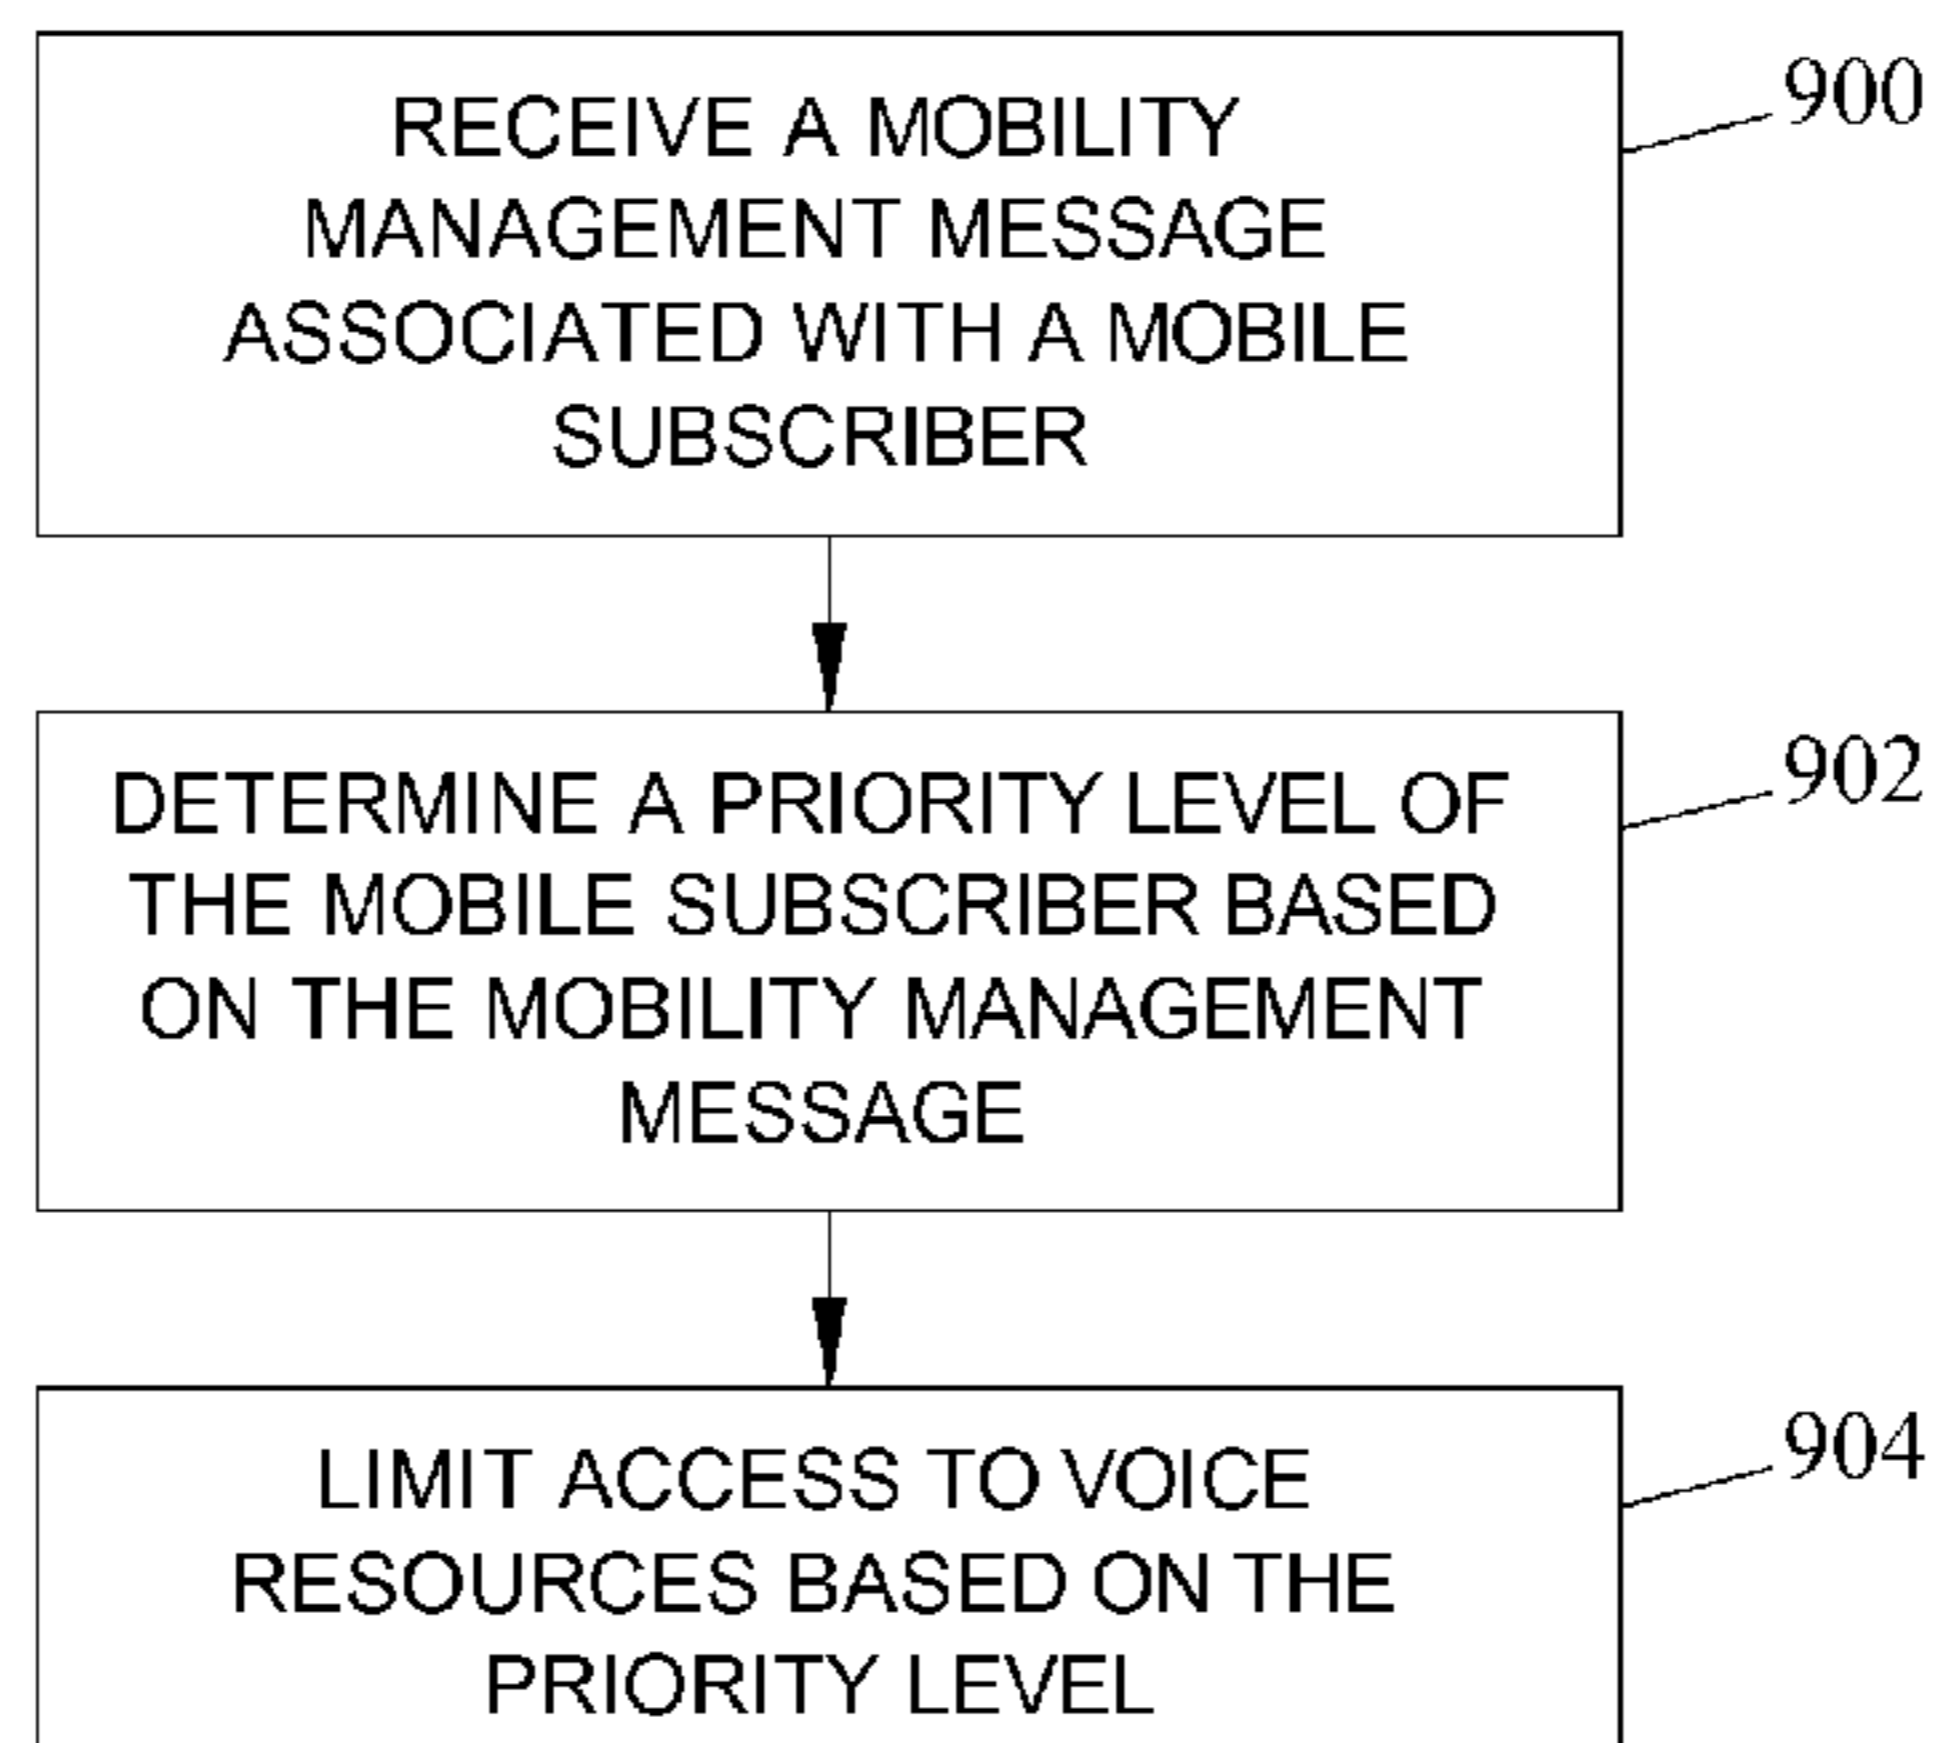 RECEIVE A MOBILITY
MANAGEMENT MESSAGE
ASSOCIATED WITH A MOBILE
SUBSCRIBER
900
DETERMINE A PRIORITY LEVEL OF
THE MOBILE SUBSCRIBER BASED
ON THE MOBILITY MANAGEMENT
MESSAGE
902
LIMIT ACCESS TO VOICE
RESOURCES BASED ON THE
PRIORITY LEVEL
904